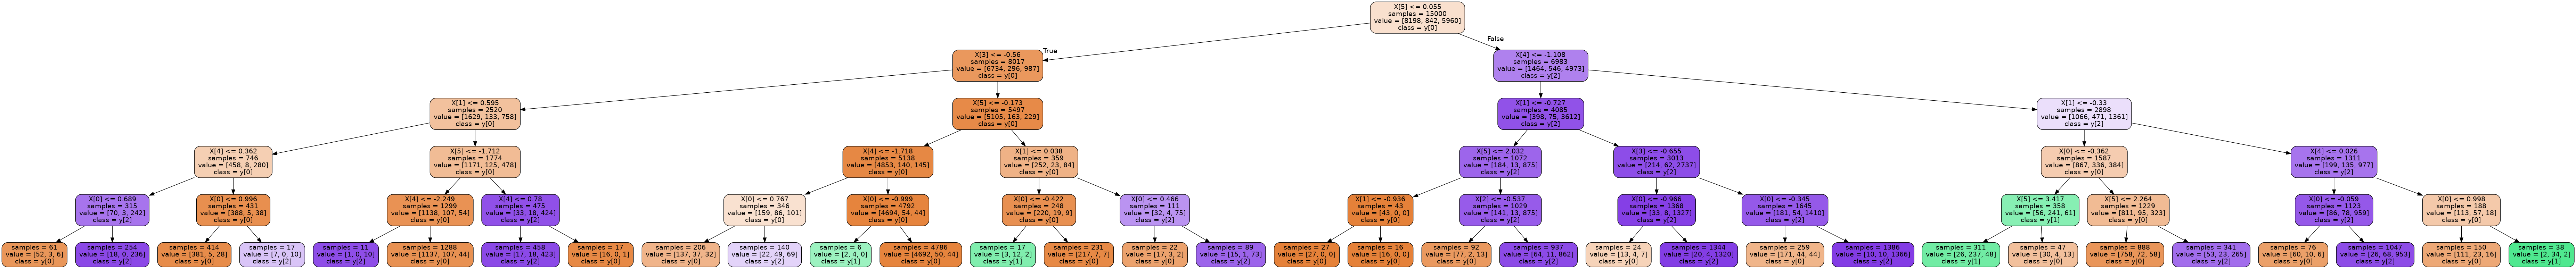 X[5] <= 0.055
samples = 15000
value = [8198, 842, 5960]
class = y[0]
True
False
X[3] <= -0.56
samples = 8017
value = [6734, 296, 987]
class = y[0]
X[4] <= -1.108
samples = 6983
value = [1464, 546, 4973]
class = y[2]
X[1] <= 0.595
samples = 2520
value = [1629, 133, 758]
class = y[0]
X[5] <= -0.173
samples = 5497
value = [5105, 163, 229]
class = y[0]
X[1] <= -0.727
samples = 4085
value = [398, 75, 3612]
class = y[2]
X[1] <= -0.33
samples = 2898
value = [1066, 471, 1361]
class = y[2]
X[4] <= 0.362
samples = 746
value = [458, 8, 280]
class = y[0]
X[5] <= -1.712
samples = 1774
value = [1171, 125, 478]
class = y[0]
X[4] <= -1.718
samples = 5138
value = [4853, 140, 145]
class = y[0]
X[1] <= 0.038
samples = 359
value = [252, 23, 84]
class = y[0]
X[5] <= 2.032
samples = 1072
value = [184, 13, 875]
class = y[2]
X[3] <= -0.655
samples = 3013
value = [214, 62, 2737]
class = y[2]
X[0] <= -0.362
samples = 1587
value = [867, 336, 384]
class = y[0]
X[4] <= 0.026
samples = 1311
value = [199, 135, 977]
class = y[2]
X[0] <= 0.689
samples = 315
value = [70, 3, 242]
class = y[2]
X[0] <= 0.996
samples = 431
value = [388, 5, 38]
class = y[0]
X[4] <= -2.249
samples = 1299
value = [1138, 107, 54]
class = y[0]
X[4] <= 0.78
samples = 475
value = [33, 18, 424]
class = y[2]
X[0] <= 0.767
samples = 346
value = [159, 86, 101]
class = y[0]
X[0] <= -0.999
samples = 4792
value = [4694, 54, 44]
class = y[0]
X[0] <= -0.422
samples = 248
value = [220, 19, 9]
class = y[0]
X[0] <= 0.466
samples = 111
value = [32, 4, 75]
class = y[2]
X[1] <= -0.936
samples = 43
value = [43, 0, 0]
class = y[0]
X[2] <= -0.537
samples = 1029
value = [141, 13, 875]
class = y[2]
X[0] <= -0.966
samples = 1368
value = [33, 8, 1327]
class = y[2]
X[0] <= -0.345
samples = 1645
value = [181, 54, 1410]
class = y[2]
X[5] <= 3.417
samples = 358
value = [56, 241, 61]
class = y[1]
X[5] <= 2.264
samples = 1229
value = [811, 95, 323]
class = y[0]
X[0] <= -0.059
samples = 1123
value = [86, 78, 959]
class = y[2]
X[0] <= 0.998
samples = 188
value = [113, 57, 18]
class = y[0]
samples = 61
value = [52, 3, 6]
class = y[0]
samples = 254
value = [18, 0, 236]
class = y[2]
samples = 414
value = [381, 5, 28]
class = y[0]
samples = 17
value = [7, 0, 10]
class = y[2]
samples = 11
value = [1, 0, 10]
class = y[2]
samples = 1288
value = [1137, 107, 44]
class = y[0]
samples = 458
value = [17, 18, 423]
class = y[2]
samples = 17
value = [16, 0, 1]
class = y[0]
samples = 206
value = [137, 37, 32]
class = y[0]
samples = 140
value = [22, 49, 69]
class = y[2]
samples = 6
value = [2, 4, 0]
class = y[1]
samples = 4786
value = [4692, 50, 44]
class = y[0]
samples = 17
value = [3, 12, 2]
class = y[1]
samples = 231
value = [217, 7, 7]
class = y[0]
samples = 22
value = [17, 3, 2]
class = y[0]
samples = 89
value = [15, 1, 73]
class = y[2]
samples = 27
value = [27, 0, 0]
class = y[0]
samples = 16
value = [16, 0, 0]
class = y[0]
samples = 92
value = [77, 2, 13]
class = y[0]
samples = 937
value = [64, 11, 862]
class = y[2]
samples = 24
value = [13, 4, 7]
class = y[0]
samples = 1344
value = [20, 4, 1320]
class = y[2]
samples = 259
value = [171, 44, 44]
class = y[0]
samples = 1386
value = [10, 10, 1366]
class = y[2]
samples = 311
value = [26, 237, 48]
class = y[1]
samples = 47
value = [30, 4, 13]
class = y[0]
samples = 888
value = [758, 72, 58]
class = y[0]
samples = 341
value = [53, 23, 265]
class = y[2]
samples = 76
value = [60, 10, 6]
class = y[0]
samples = 1047
value = [26, 68, 953]
class = y[2]
samples = 150
value = [111, 23, 16]
class = y[0]
samples = 38
value = [2, 34, 2]
class = y[1]